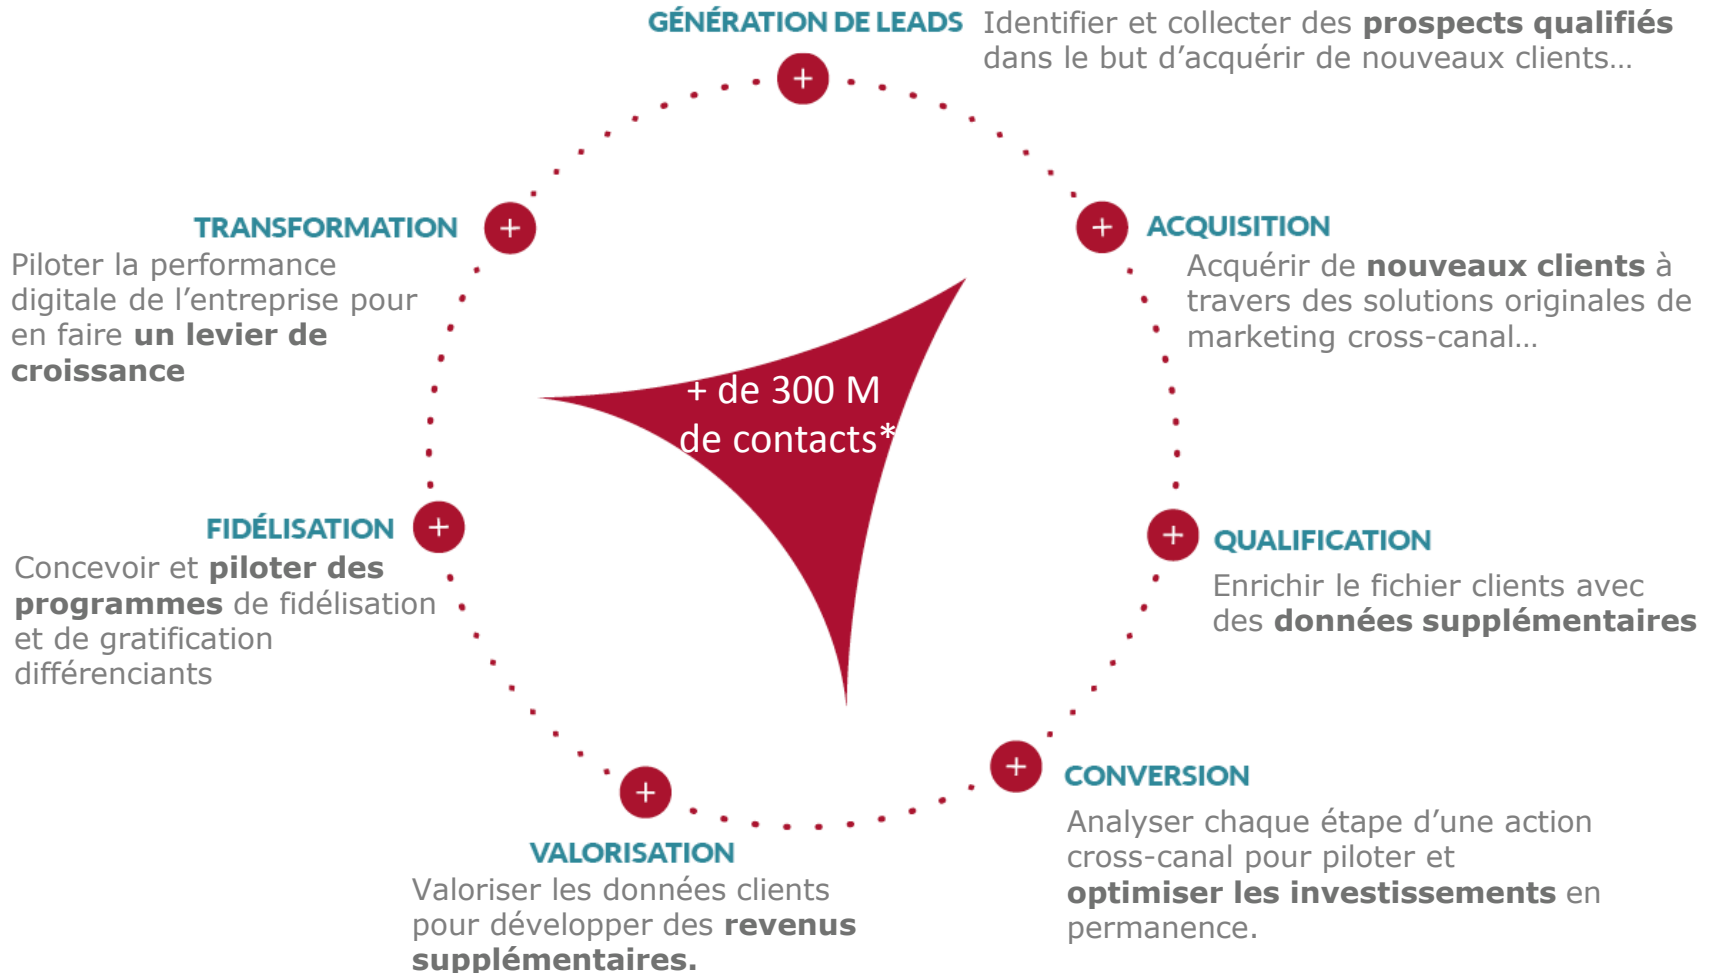 GÉNÉRATION DE LEADS
Identifier et collecter des prospects qualifiés
dans le but d’acquérir de nouveaux clients…
ACQUISITION
Acquérir de nouveaux clients à
travers des solutions originales de
marketing cross-canal…
QUALIFICATION
Enrichir le fichier clients avec
des données supplémentaires
CONVERSION
Analyser chaque étape d’une action
cross-canal pour piloter et
optimiser les investissements en
permanence.
VALORISATION
Valoriser les données clients
pour développer des revenus
supplémentaires.
FIDÉLISATION
Concevoir et piloter des
programmes de fidélisation
et de gratification
différenciants
TRANSFORMATION
Piloter la performance
digitale de l’entreprise pour
en faire un levier de
croissance
+ de 300 M
de contacts*